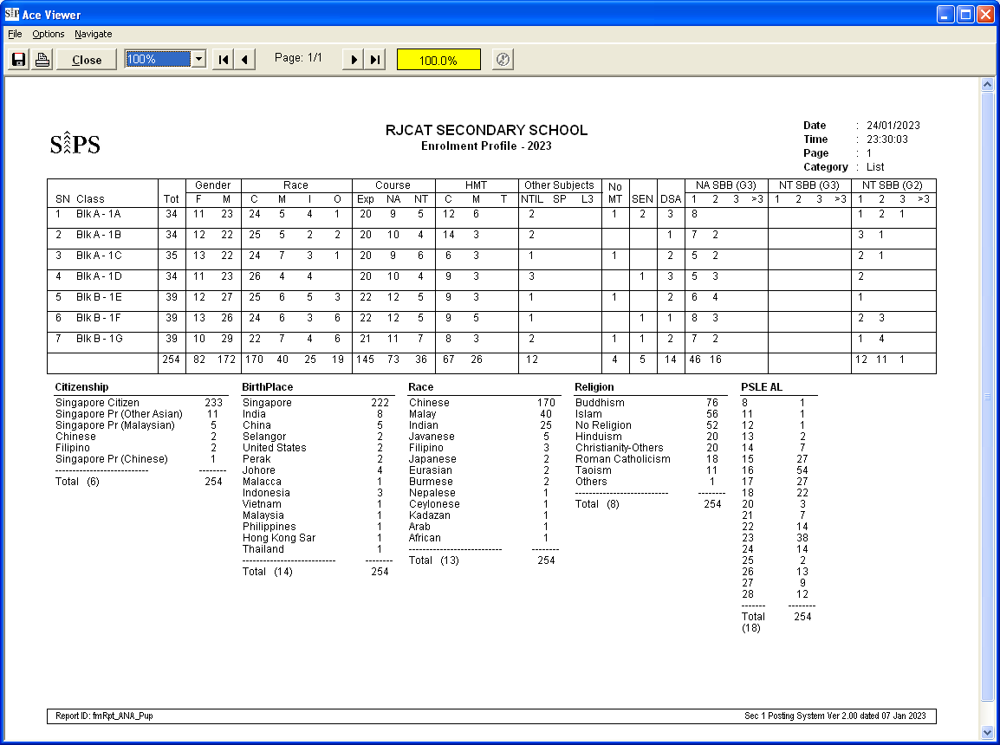 SIPS Ace Viewer
File Options Navigate
Close 100% Page: 1/1 100.0%
SIPS
RJCAT SECONDARY SCHOOL
Enrolment Profile - 2023
Date : 24/01/2023
Time : 23:30:03
Page : 1
Category : List
Gender Race Course HMT Other Subjects No NA SBB (G3) NT SBB (G3) NT SBB (G2)
SN Class Tot F M C M I O Exp NA NT C M T NTIL SP L3 MT SEN DSA 1 2 3 >3 1 2 3 >3 1 2 3 >3
1 Blk A - 1A 34 11 23 24 5 4 1 20 9 5 12 6 2 1 2 3 8 1 2 1
2 Blk A - 1B 34 12 22 25 5 2 2 20 10 4 14 3 2 1 7 2 3 1
3 Blk A - 1C 35 13 22 24 7 3 1 20 9 6 6 3 1 1 2 5 2 2 1
4 Blk A - 1D 34 11 23 26 4 4 20 10 4 9 3 3 1 3 5 3 2
5 Blk B - 1E 39 12 27 25 6 5 3 22 12 5 9 3 1 1 2 6 4 1
6 Blk B - 1F 39 13 26 24 6 3 6 22 12 5 9 5 1 1 1 8 3 2 3
7 Blk B - 1G 39 10 29 22 7 4 6 21 11 7 8 3 2 1 1 2 7 2 1 4
254 82 172 170 40 25 19 145 73 36 67 26 12 4 5 14 46 16 12 11 1
Citizenship
Singapore Citizen 233
Singapore Pr (Other Asian) 11
Singapore Pr (Malaysian) 5
Chinese 2
Filipino 2
Singapore Pr (Chinese) 1
--------------------------- --------
Total (6) 254
BirthPlace
Singapore 222
India 8
China 5
Selangor 2
United States 2
Perak 2
Johore 4
Malacca 1
Indonesia 3
Vietnam 1
Malaysia 1
Philippines 1
Hong Kong Sar 1
Thailand 1
--------------------------- --------
Total (14) 254
Race
Chinese 170
Malay 40
Indian 25
Javanese 5
Filipino 3
Japanese 2
Eurasian 2
Burmese 2
Nepalese 1
Ceylonese 1
Kadazan 1
Arab 1
African 1
--------------------------- --------
Total (13) 254
Religion
Buddhism 76
Islam 56
No Religion 52
Hinduism 20
Christianity-Others 20
Roman Catholicism 18
Taoism 11
Others 1
--------------------------- --------
Total (8) 254
PSLE AL
8 1
11 1
12 1
13 2
14 7
15 27
16 54
17 27
18 22
20 3
21 7
22 14
23 38
24 14
25 2
26 13
27 9
28 12
------- --------
Total 254
(18)
Report ID: fmRpt_ANA_Pup Sec 1 Posting System Ver 2.00 dated 07 Jan 2023